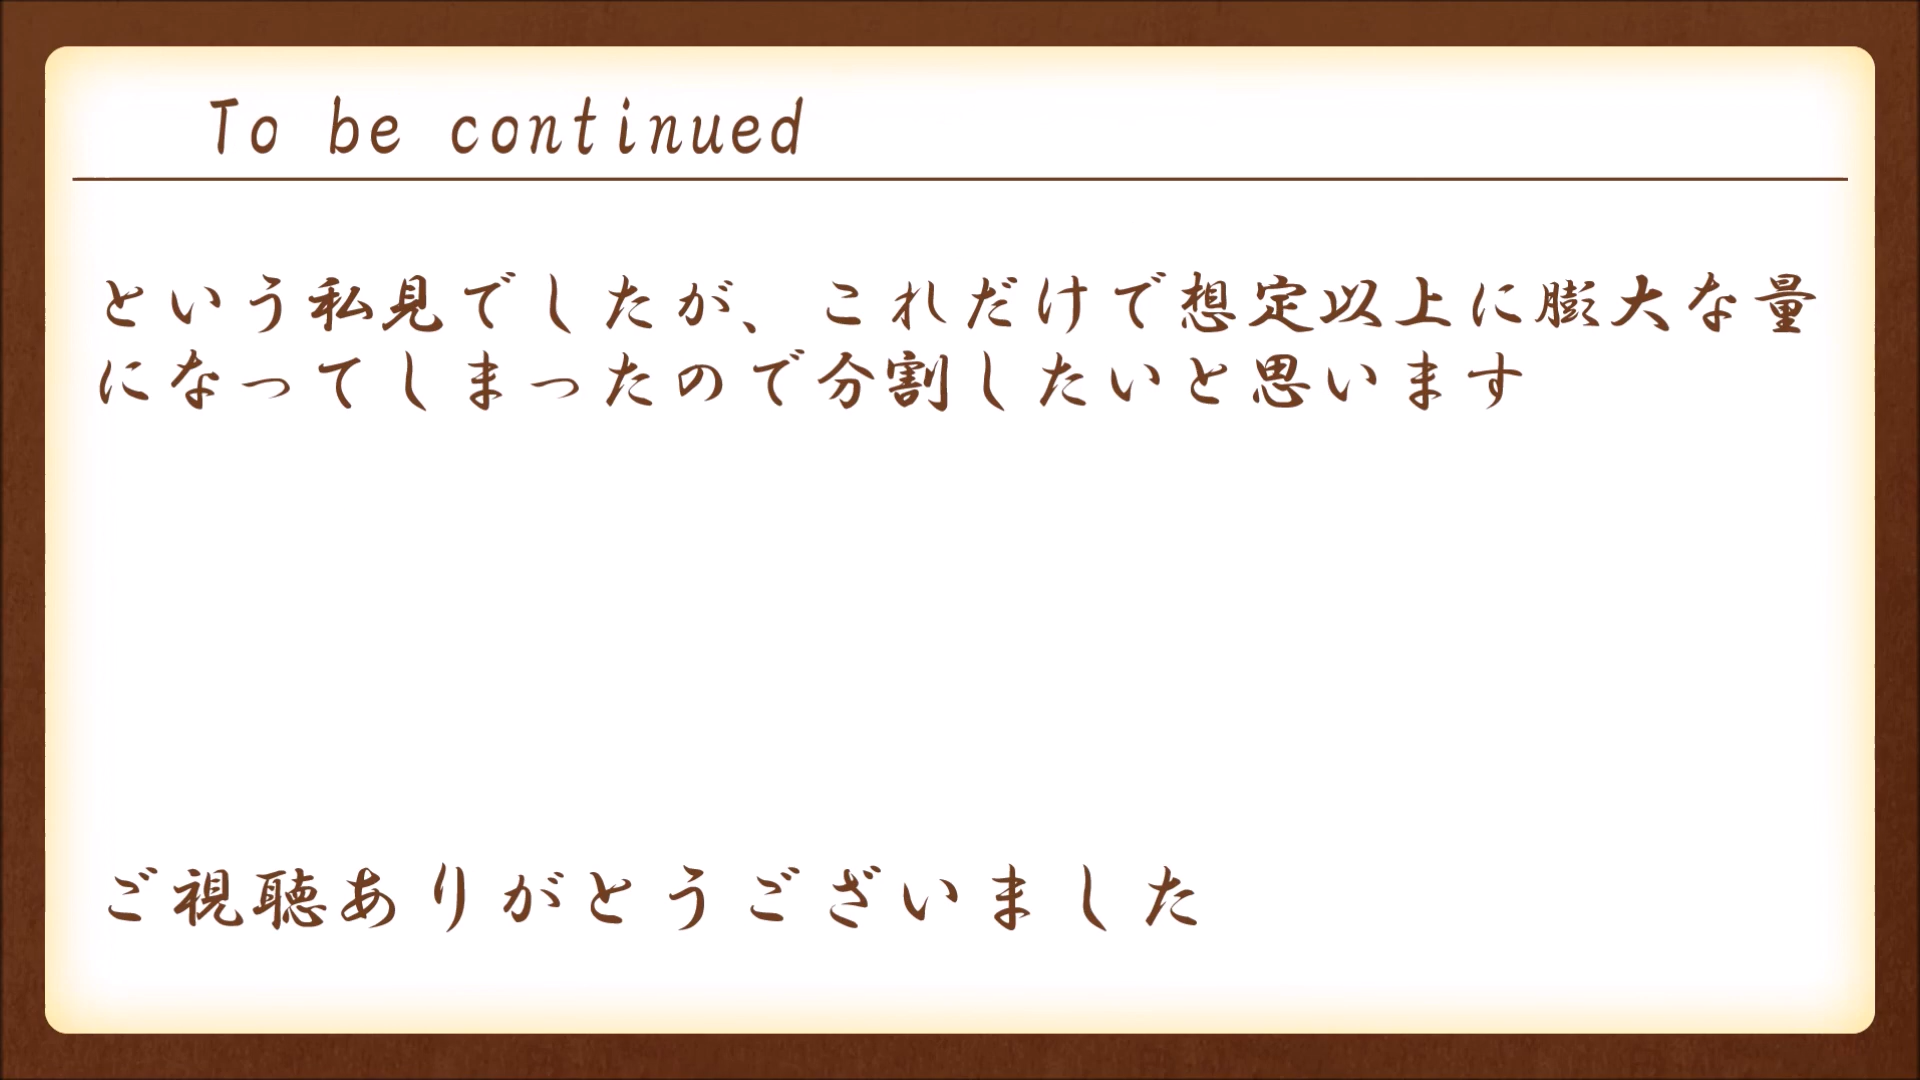 To be continued
という私見でしたが、これだけで想定以上に膨大な量
になってしまったので分割したいと思います
ご視聴ありがとうございました